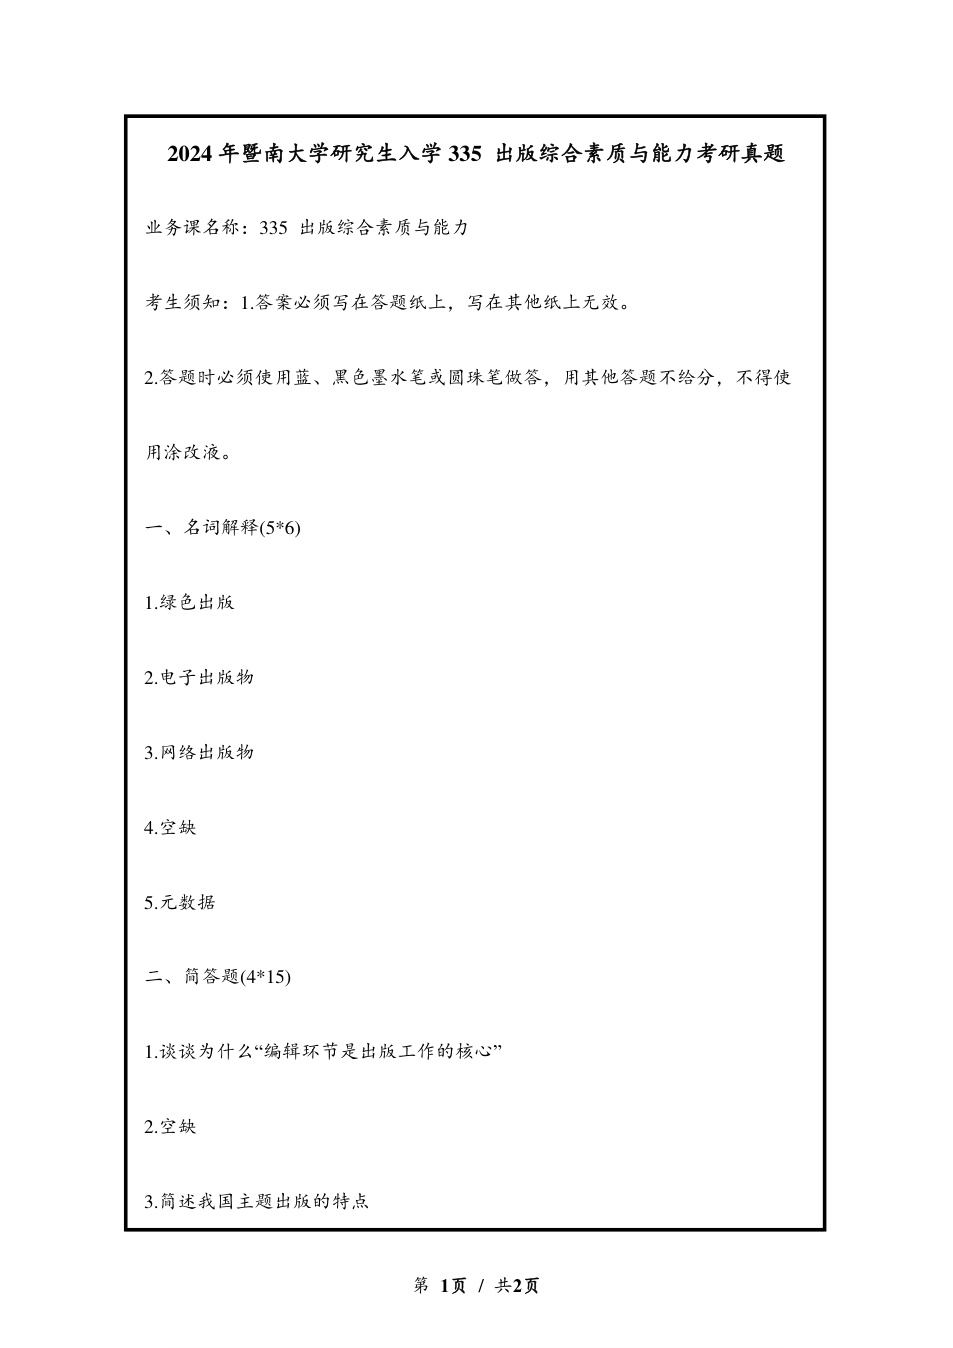 2024 年暨南大学研究生入学 335 出版综合素质与能力考研真题
业务课名称：335 出版综合素质与能力
考生须知：1.答案必须写在答题纸上，写在其他纸上无效。
2.答题时必须使用蓝、黑色墨水笔或圆珠笔做答，用其他答题不给分，不得使
用涂改液。
一、名词解释(5*6)
1.绿色出版
2.电子出版物
3.网络出版物
4.空缺
5.元数据
二、简答题(4*15)
1.谈谈为什么“编辑环节是出版工作的核心”
2.空缺
3.简述我国主题出版的特点
第 1页 / 共2页